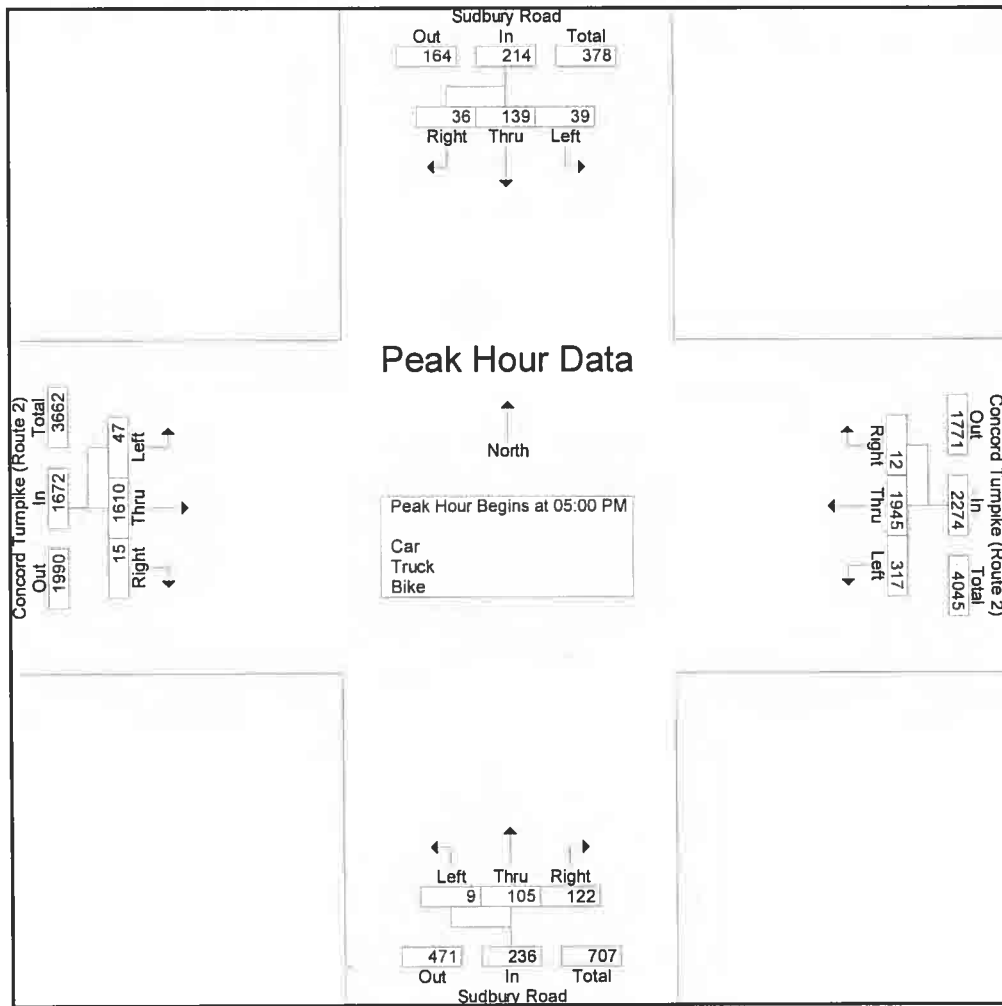 Sudbury Road
Out In Total
164 214 378
36 139 39
Right Thru Left
Peak Hour Data
North
Peak Hour Begins at 05:00 PM
Car
Truck
Bike
Concord Turnpike (Route 2)
Total In Out
3662 1672 1990
47 1610 15
Left Thru Right
Concord Turnpike (Route 2)
Out In Total
1771 2274 4045
12 1945 317
Right Thru Left
Left Thru Right
9 105 122
471 236 707
Out In Total
Sudbury Road